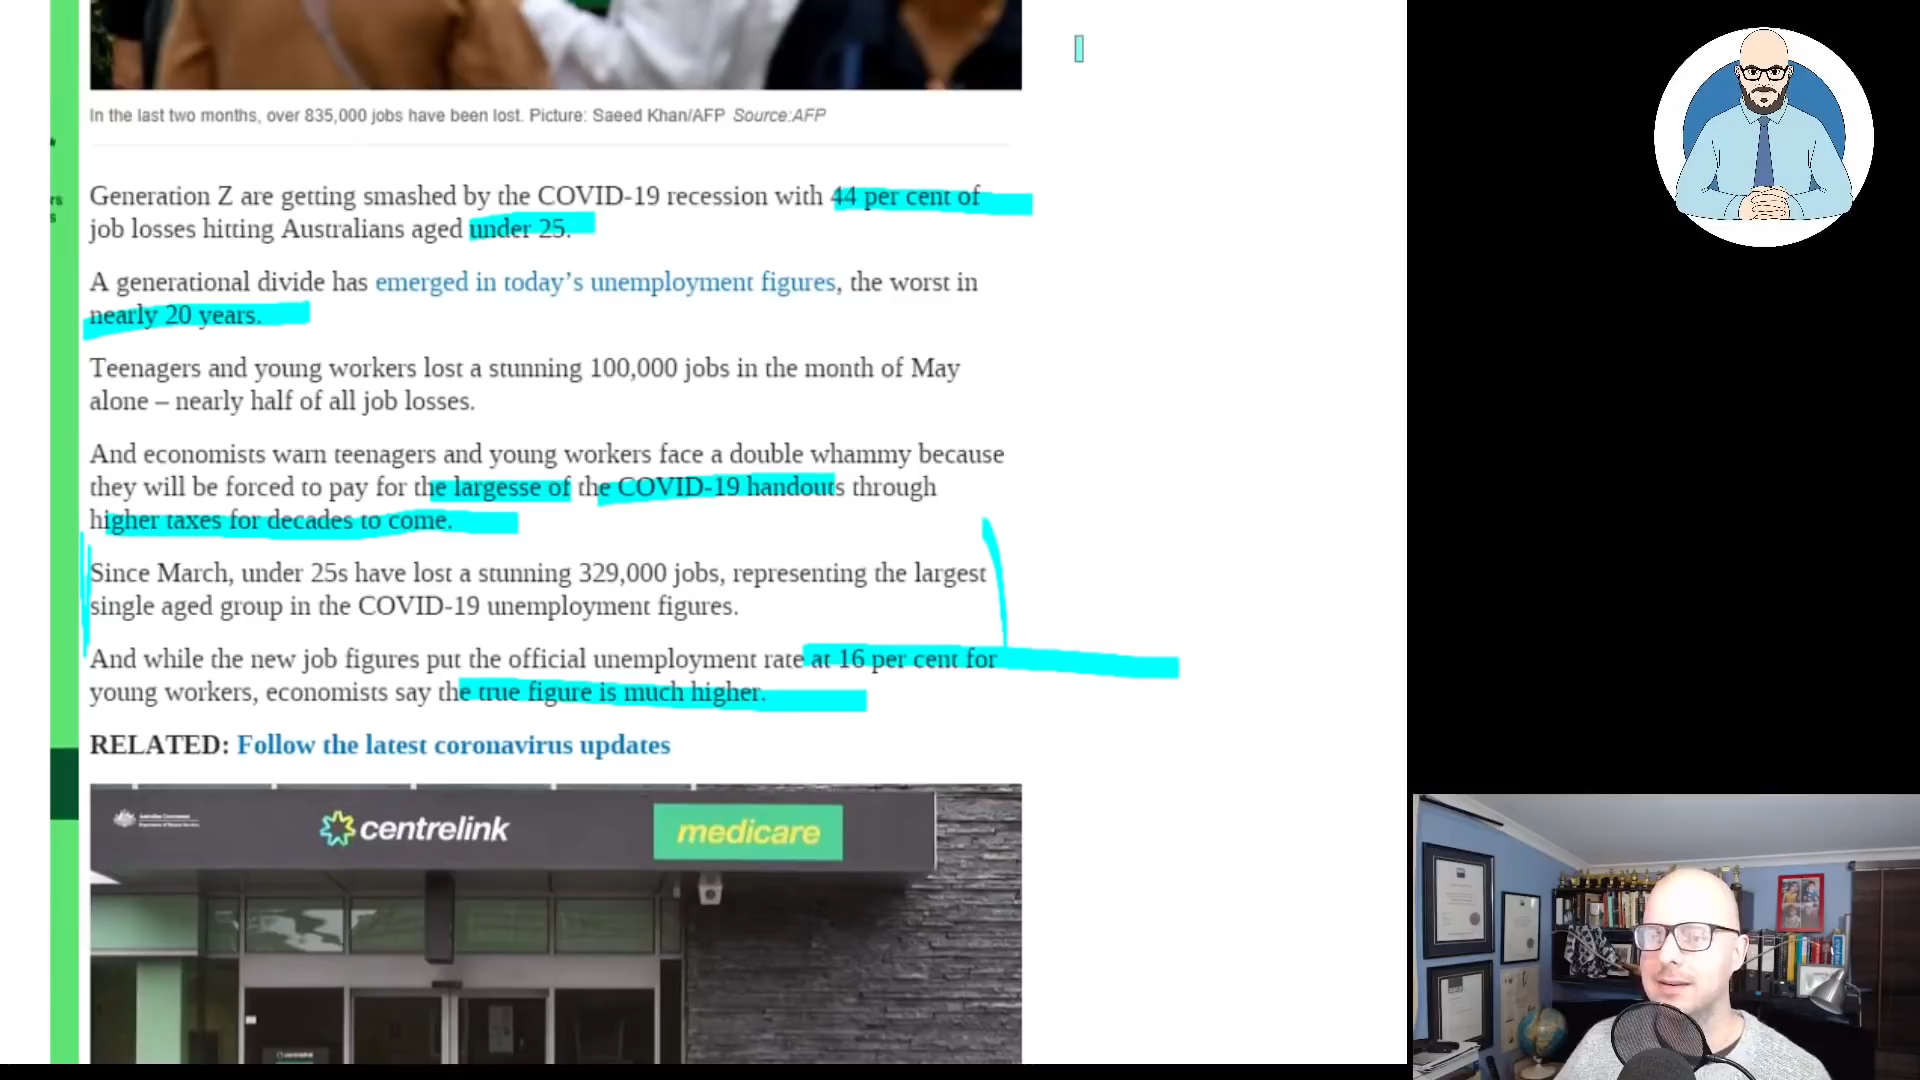 In the last two months, over 835,000 jobs have been lost. Picture: Saeed Khan/AFP Source:AFP
Generation Z are getting smashed by the COVID-19 recession with 44 per cent of
job losses hitting Australians aged under 25.
A generational divide has emerged in today’s unemployment figures, the worst in
nearly 20 years.
Teenagers and young workers lost a stunning 100,000 jobs in the month of May
alone – nearly half of all job losses.
And economists warn teenagers and young workers face a double whammy because
they will be forced to pay for the largesse of the COVID-19 handouts through
higher taxes for decades to come.
Since March, under 25s have lost a stunning 329,000 jobs, representing the largest
single aged group in the COVID-19 unemployment figures.
And while the new job figures put the official unemployment rate at 16 per cent for
young workers, economists say the true figure is much higher.
RELATED: Follow the latest coronavirus updates
centrelink
medicare